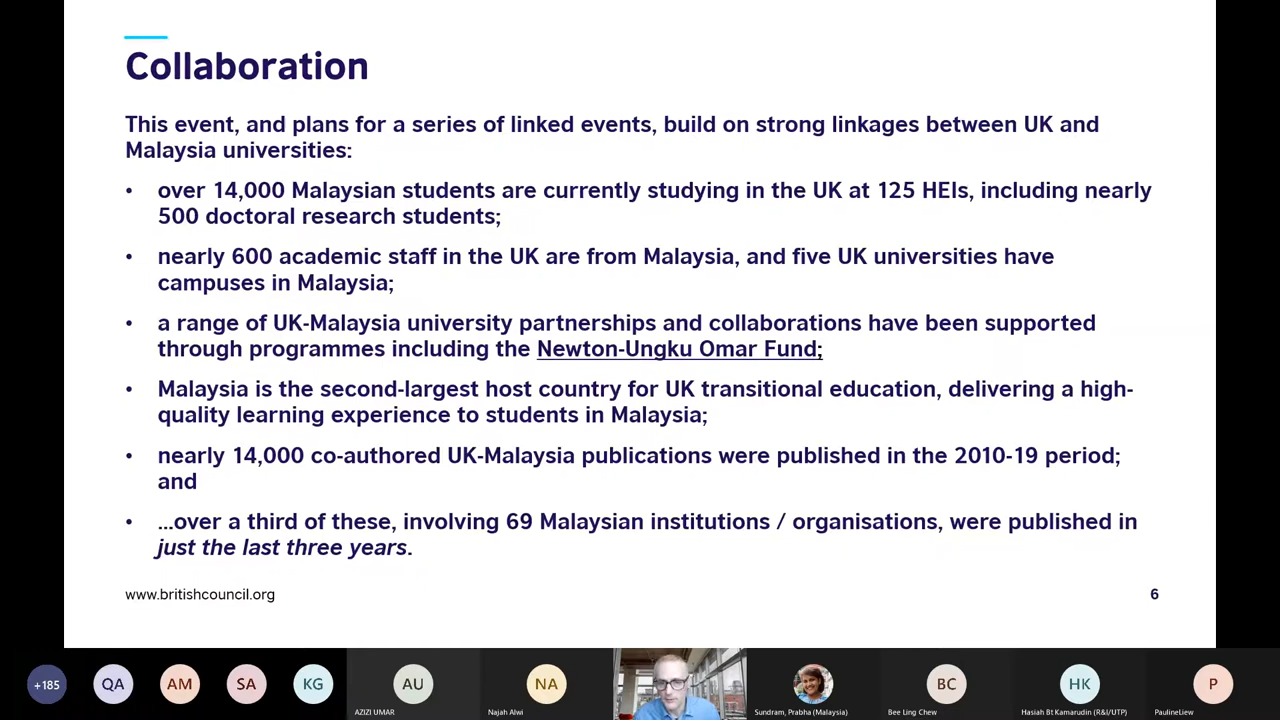 Collaboration
This event, and plans for a series of linked events, build on strong linkages between UK and
Malaysia universities:
• over 14,000 Malaysian students are currently studying in the UK at 125 HEIs, including nearly
500 doctoral research students;
• nearly 600 academic staff in the UK are from Malaysia, and five UK universities have
campuses in Malaysia;
• a range of UK-Malaysia university partnerships and collaborations have been supported
through programmes including the Newton-Ungku Omar Fund;
• Malaysia is the second-largest host country for UK transitional education, delivering a high-
quality learning experience to students in Malaysia;
• nearly 14,000 co-authored UK-Malaysia publications were published in the 2010-19 period;
and
• ...over a third of these, involving 69 Malaysian institutions / organisations, were published in
just the last three years.
www.britishcouncil.org 6
+185 QA AM SA KG AU NA BC HK P
AZIZI UMAR Najah Alwi Sundram, Prabha (Malaysia) Bee Ling Chew Hasiah Bt Kamarudin (R&I/UTP) PaulineLiew